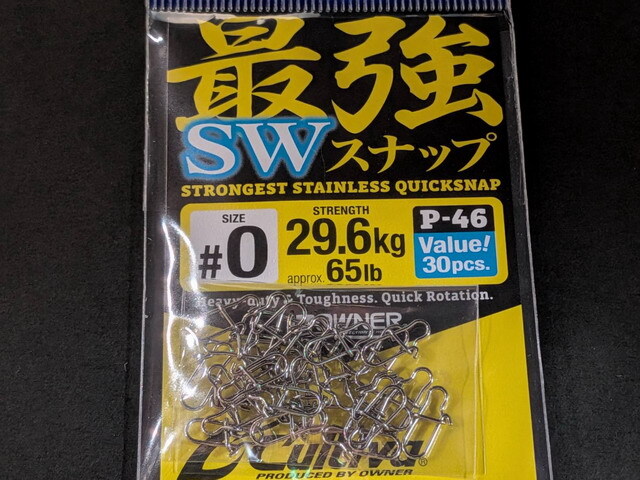 最強
SWスナップ
STRONGEST STAINLESS QUICKSNAP
SIZE
#0
STRENGTH
29.6kg
approx. 65lb
P-46
Value!
30pcs.
Heavy-duty & Toughness. Quick Rotation.
OWNER
Cultiva®
PRODUCED BY OWNER